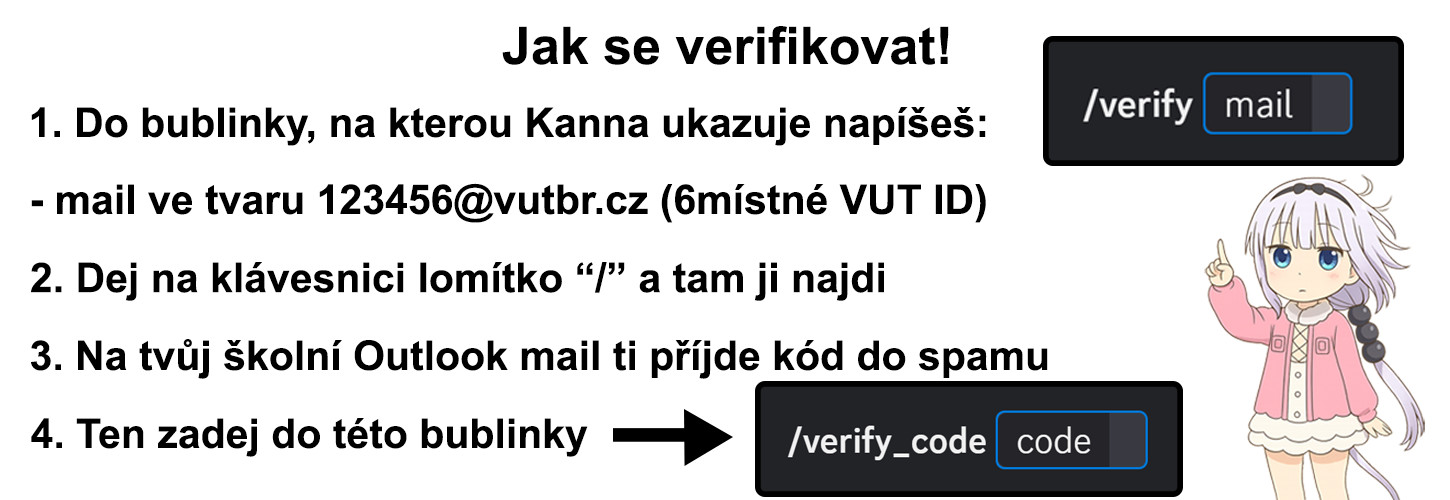 Jak se verifikovat!
/verify mail
1. Do bublinky, na kterou Kanna ukazuje napíšeš:
- mail ve tvaru 123456@vutbr.cz (6místné VUT ID)
2. Dej na klávesnici lomítko “/” a tam ji najdi
3. Na tvůj školní Outlook mail ti příjde kód do spamu
4. Ten zadej do této bublinky
/verify_code code